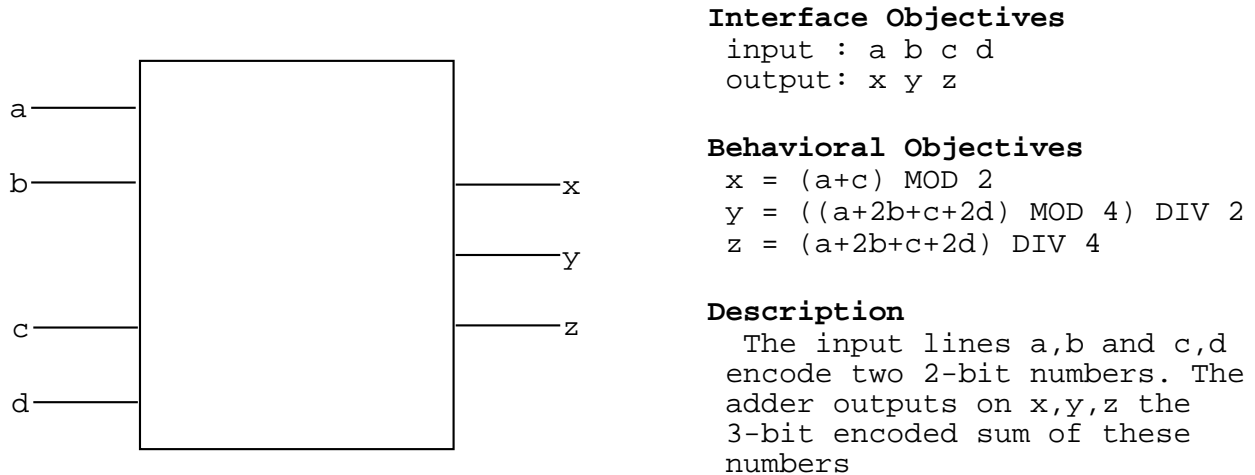 a
b
c
d
x
y
z
Interface Objectives
input : a b c d
output: x y z
Behavioral Objectives
x = (a+c) MOD 2
y = ((a+2b+c+2d) MOD 4) DIV 2
z = (a+2b+c+2d) DIV 4
Description
The input lines a,b and c,d
encode two 2-bit numbers. The
adder outputs on x,y,z the
3-bit encoded sum of these
numbers